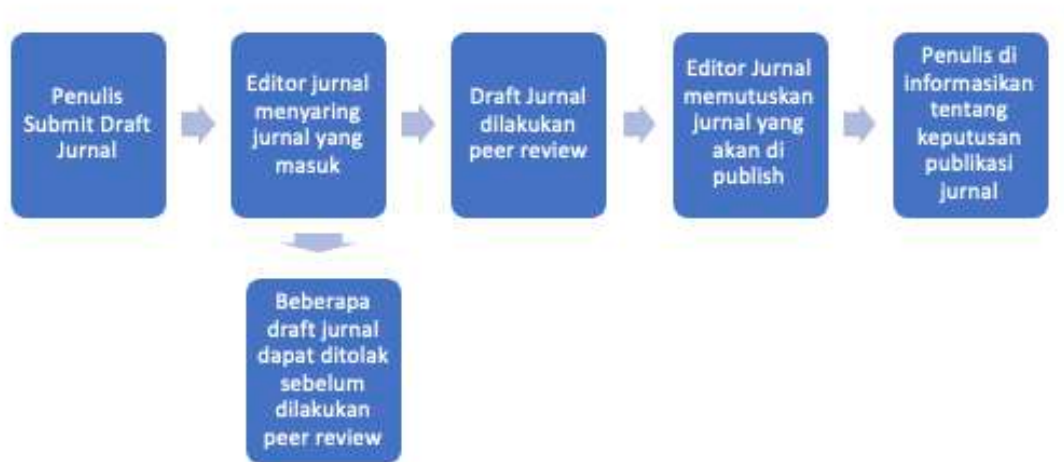 Penulis
Submit Draft
Jurnal
Editor jurnal
menyaring
jurnal yang
masuk
Draft Jurnal
dilakukan
peer review
Editor Jurnal
memutuskan
jurnal yang
akan di
publish
Penulis di
informasikan
tentang
keputusan
publikasi
jurnal
Beberapa
draft jurnal
dapat ditolak
sebelum
dilakukan
peer review